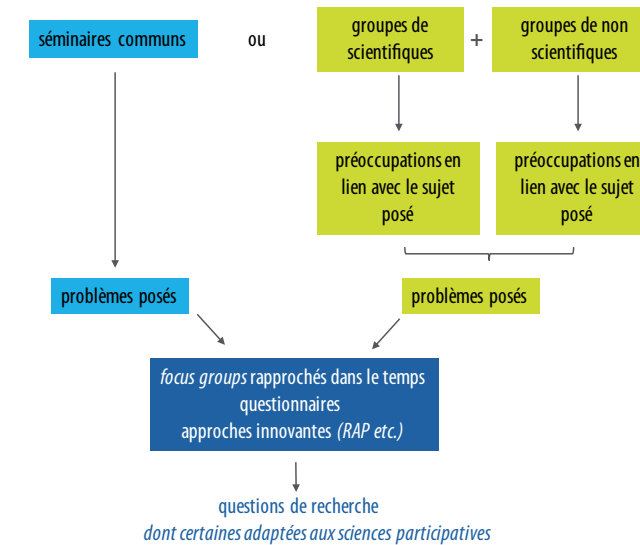 séminaires communs
ou
groupes de
scientifiques
+
groupes de non
scientifiques
préoccupations en
lien avec le sujet
posé
préoccupations en
lien avec le sujet
posé
problèmes posés
problèmes posés
focus groups rapprochés dans le temps
questionnaires
approches innovantes (RAP etc.)
questions de recherche
dont certaines adaptées aux sciences participatives